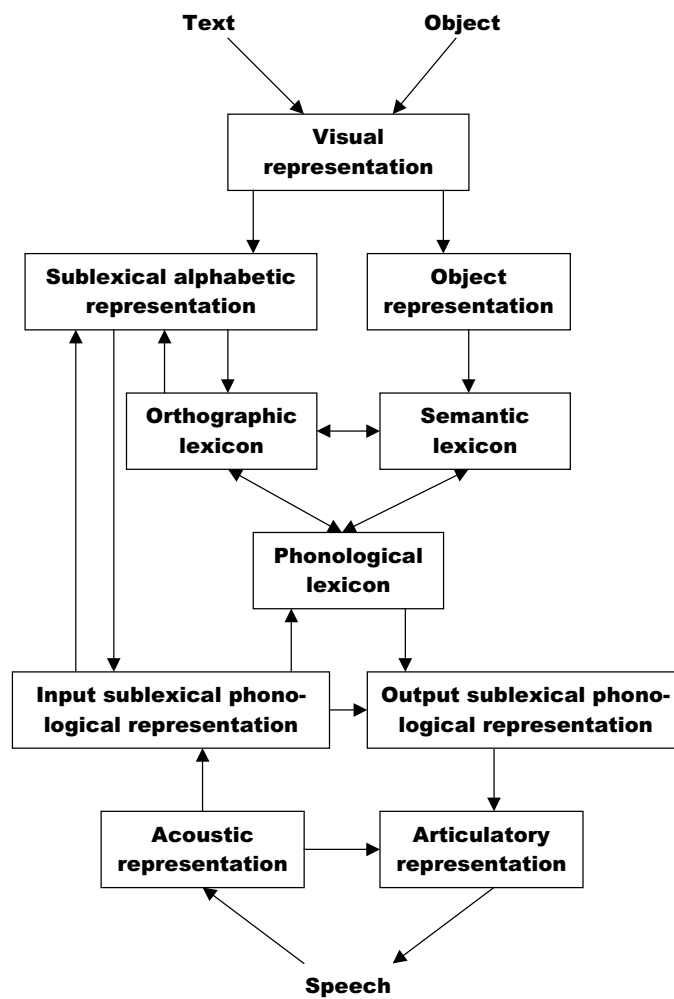 Text
Object
Visual
representation
Sublexical alphabetic
representation
Object
representation
Orthographic
lexicon
Semantic
lexicon
Phonological
lexicon
Input sublexical phono-
logical representation
Output sublexical phono-
logical representation
Acoustic
representation
Articulatory
representation
Speech